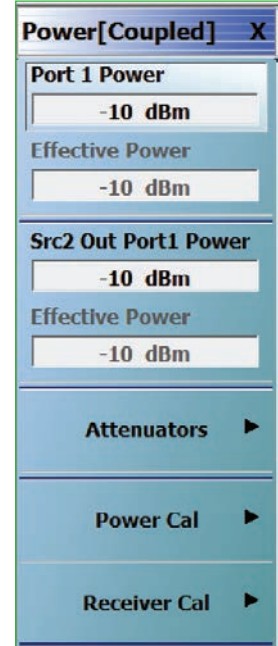 Power[Coupled] X
Port 1 Power
-10 dBm
Effective Power
-10 dBm
Src2 Out Port1 Power
-10 dBm
Effective Power
-10 dBm
Attenuators
Power Cal
Receiver Cal